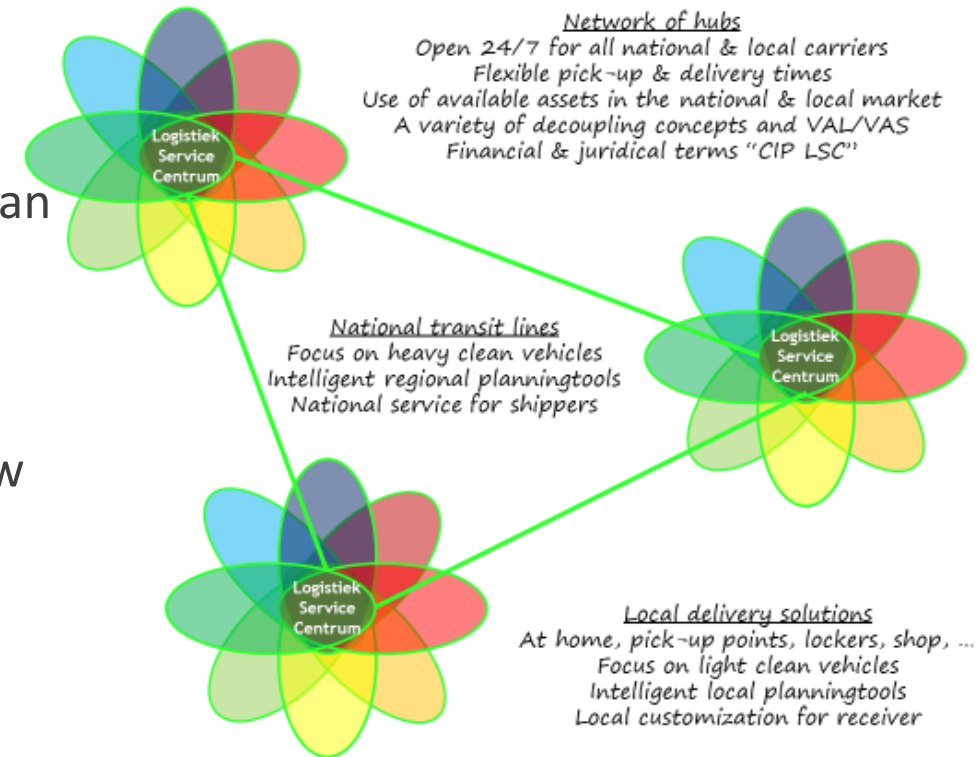 Network of hubs
Open 24/7 for all national & local carriers
Flexible pick-up & delivery times
Use of available assets in the national & local market
A variety of decoupling concepts and VAL/VAS
Financial & juridical terms “CIP LSC”
Logistiek
Service
Centrum
an
National transit lines
Focus on heavy clean vehicles
Intelligent regional planningtools
National service for shippers
Logistiek
Service
Centrum
w
Logistiek
Service
Centrum
Local delivery solutions
At home, pick-up points, lockers, shop, ...
Focus on light clean vehicles
Intelligent local planningtools
Local customization for receiver